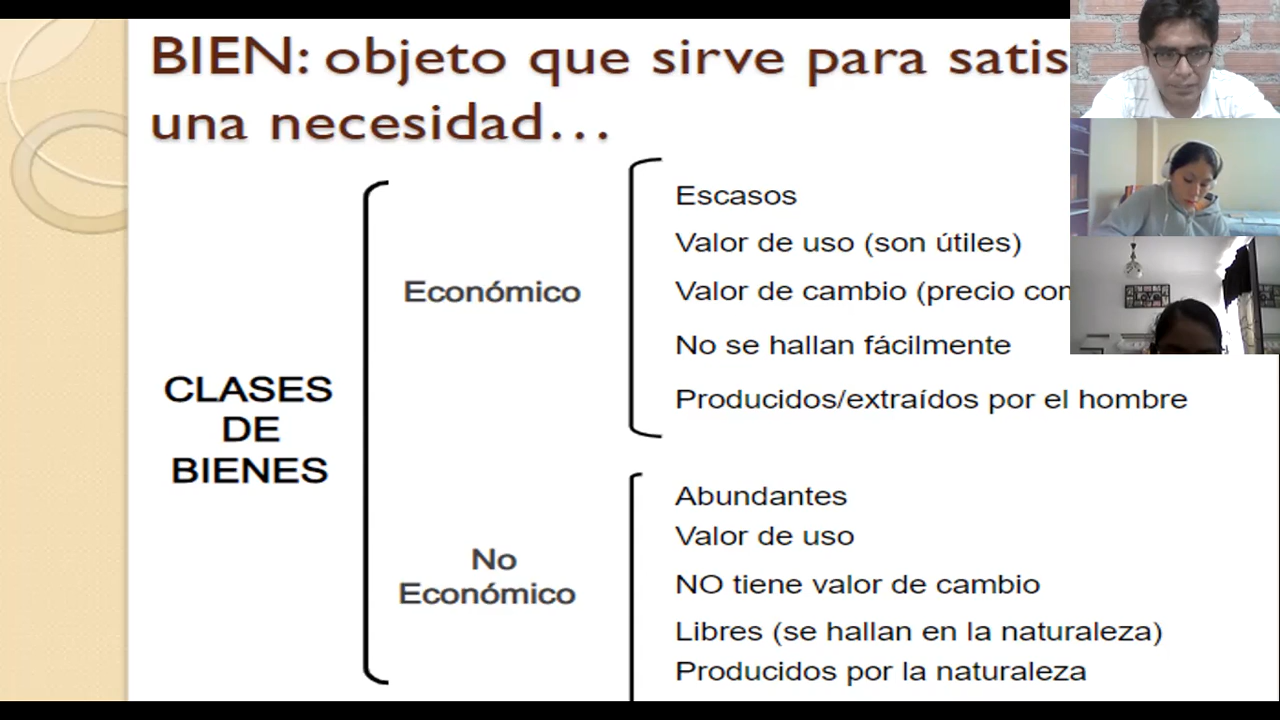 BIEN: objeto que sirve para
una necesidad...
Escasos
Valor de uso (son útiles)
Económico
Valor de cambio (precio
No se hallan fácilmente
Producidos/extraídos por el hombre
CLASES
DE
BIENES
Abundantes
Valor de uso
No
Económico
NO tiene valor de cambio
Libres (se hallan en la naturaleza)
Producidos por la naturaleza